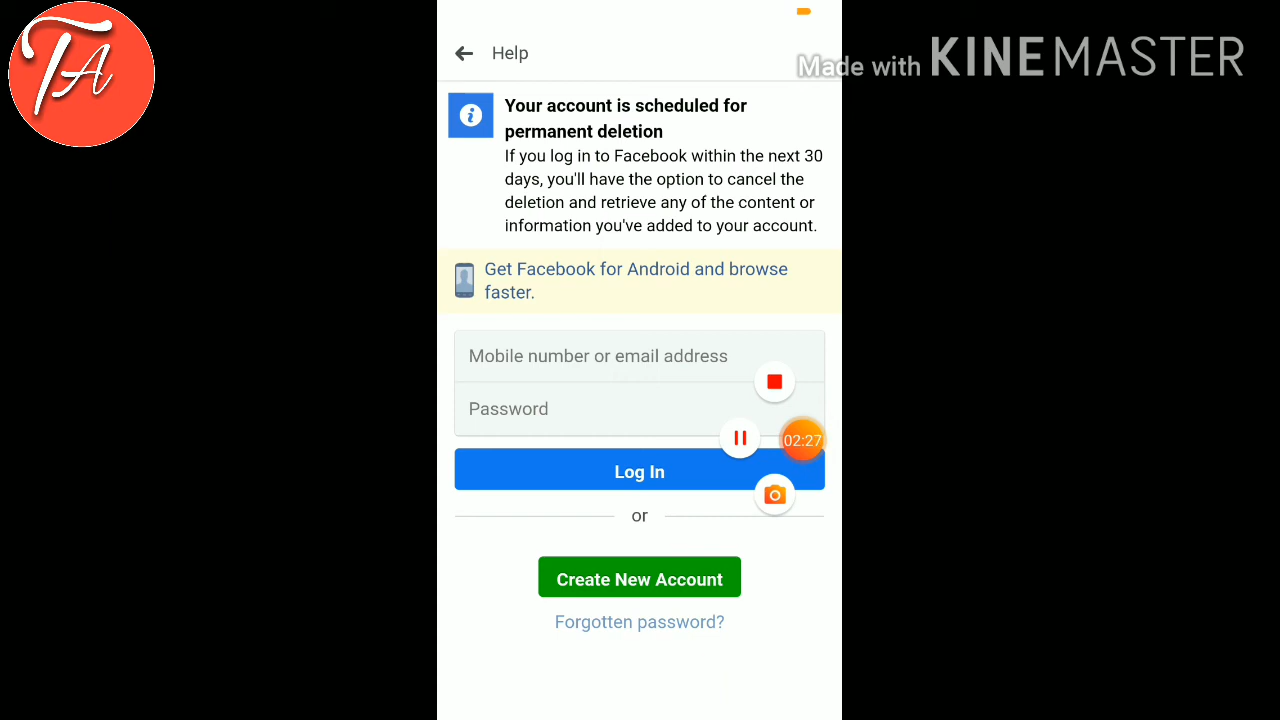 TA
Made with KINEMASTER
Help
Your account is scheduled for
permanent deletion
If you log in to Facebook within the next 30
days, you'll have the option to cancel the
deletion and retrieve any of the content or
information you've added to your account.
Get Facebook for Android and browse
faster.
Mobile number or email address
Password
02:27
Log In
or
Create New Account
Forgotten password?